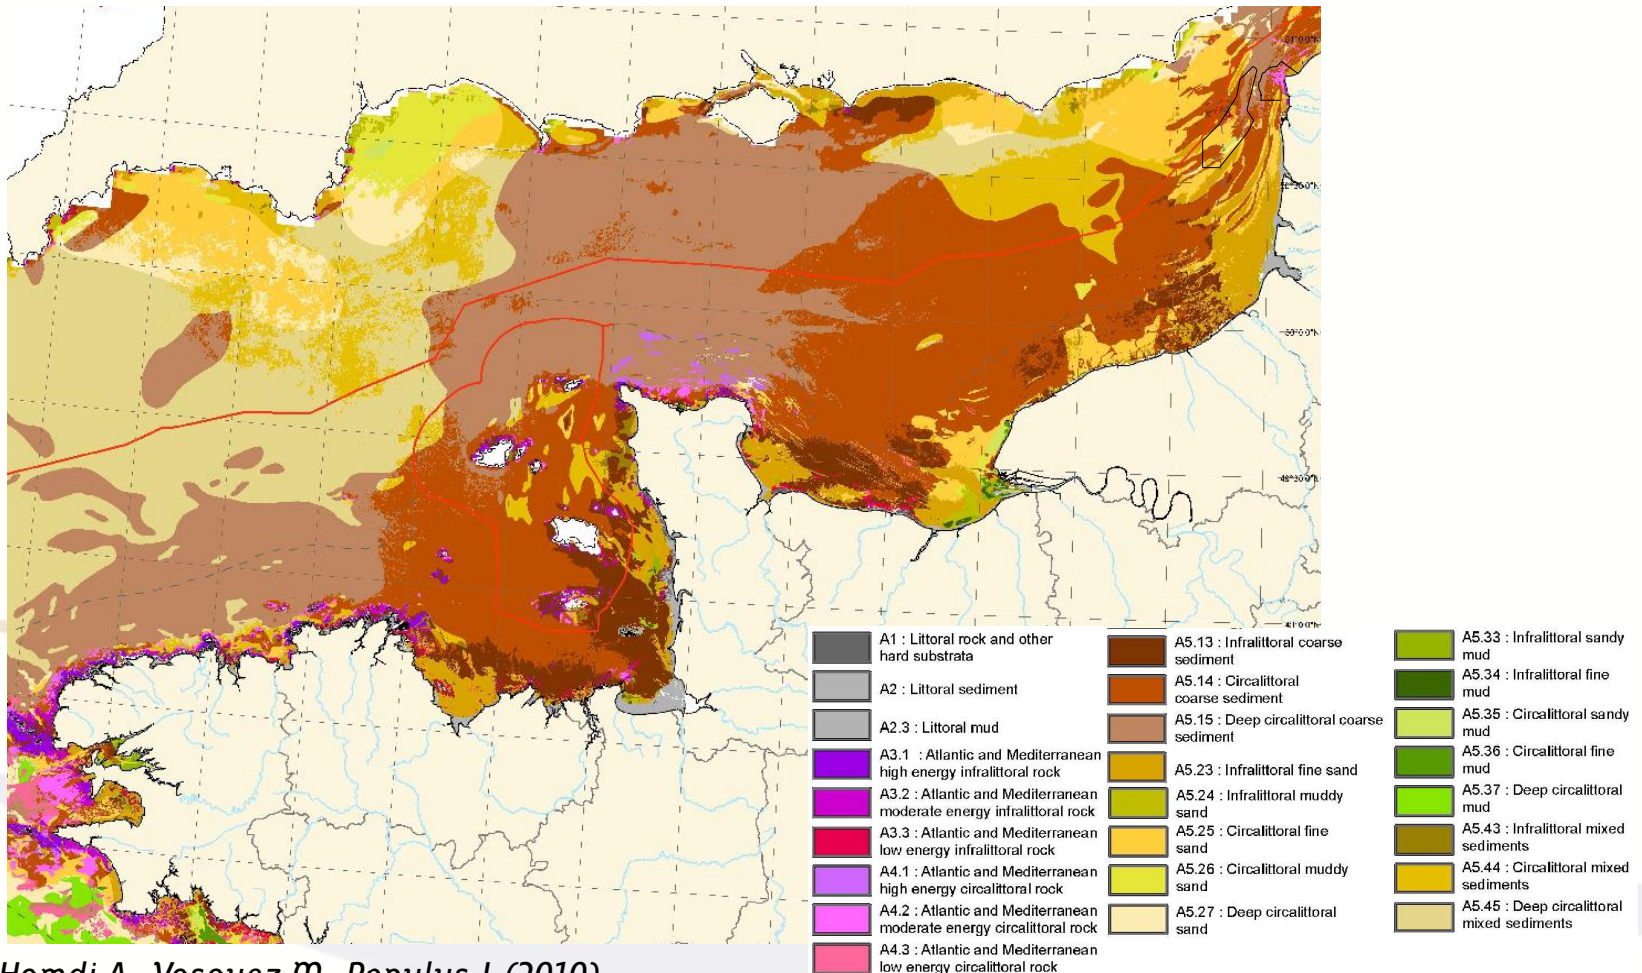 A1 : Littoral rock and other
hard substrata
A2 : Littoral sediment
A2.3 : Littoral mud
A3.1 : Atlantic and Mediterranean
high energy infralittoral rock
A3.2 : Atlantic and Mediterranean
moderate energy infralittoral rock
A3.3 : Atlantic and Mediterranean
low energy infralittoral rock
A4.1 : Atlantic and Mediterranean
high energy circalittoral rock
A4.2 : Atlantic and Mediterranean
moderate energy circalittoral rock
A4.3 : Atlantic and Mediterranean
low energy circalittoral rock
A5.13 : Infralittoral coarse
sediment
A5.14 : Circalittoral
coarse sediment
A5.15 : Deep circalittoral coarse
sediment
A5.23 : Infralittoral fine sand
A5.24 : Infralittoral muddy
sand
A5.25 : Circalittoral fine
sand
A5.26 : Circalittoral muddy
sand
A5.27 : Deep circalittoral
sand
A5.33 : Infralittoral sandy
mud
A5.34 : Infralittoral fine
mud
A5.35 : Circalittoral sandy
mud
A5.36 : Circalittoral fine
mud
A5.37 : Deep circalittoral
mud
A5.43 : Infralittoral mixed
sediments
A5.44 : Circalittoral mixed
sediments
A5.45 : Deep circalittoral
mixed sediments
A., M., J. (2010)